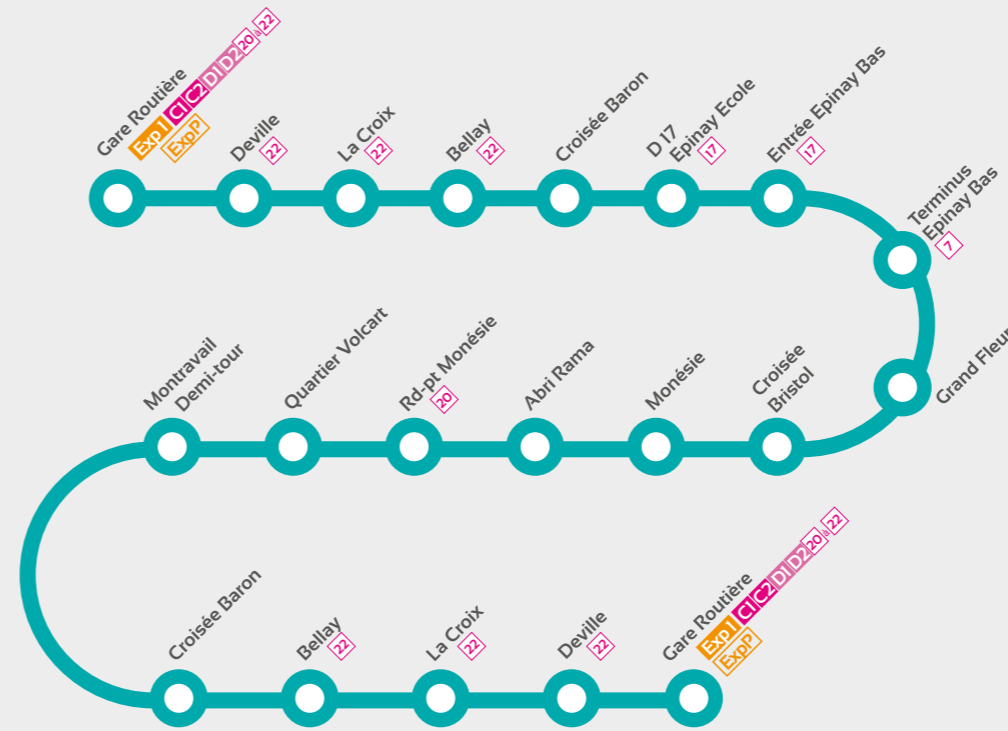 Gare Routière
Exp1 C1 C2 D1 D2 20 à 22
ExpP
Deville
22
La Croix
22
Bellay
22
Croisée Baron
D 17
Epinay Ecole
17
Entrée Epinay Bas
17
Terminus
Epinay Bas
7
Grand Fleur
Croisée
Bristol
Monésie
Abri Rama
Rd-pt Monésie
20
Quartier Volcart
Montravail
Demi-tour
Croisée Baron
Bellay
22
La Croix
22
Deville
22
Gare Routière
Exp1 C1 C2 D1 D2 20 à 22
ExpP